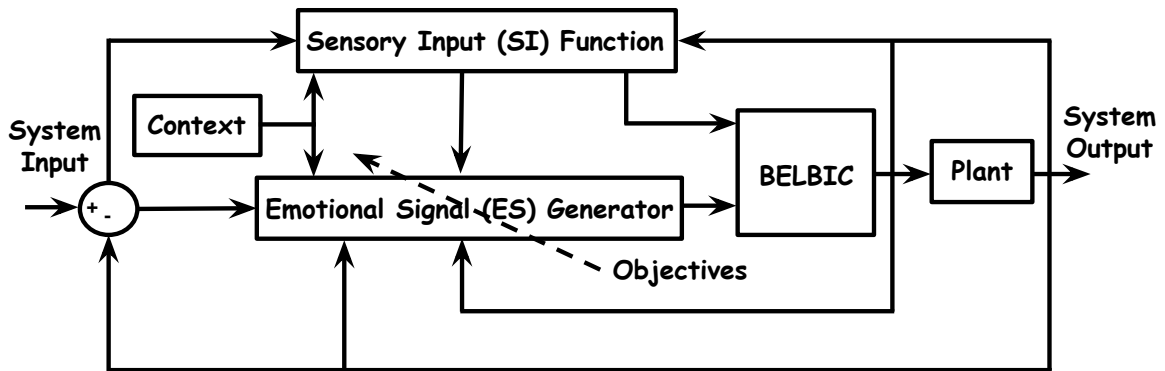 Sensory Input (SI) Function
Context
System
Input
System
Output
BELBIC
Plant
+
-
Emotional Signal (ES) Generator
Objectives